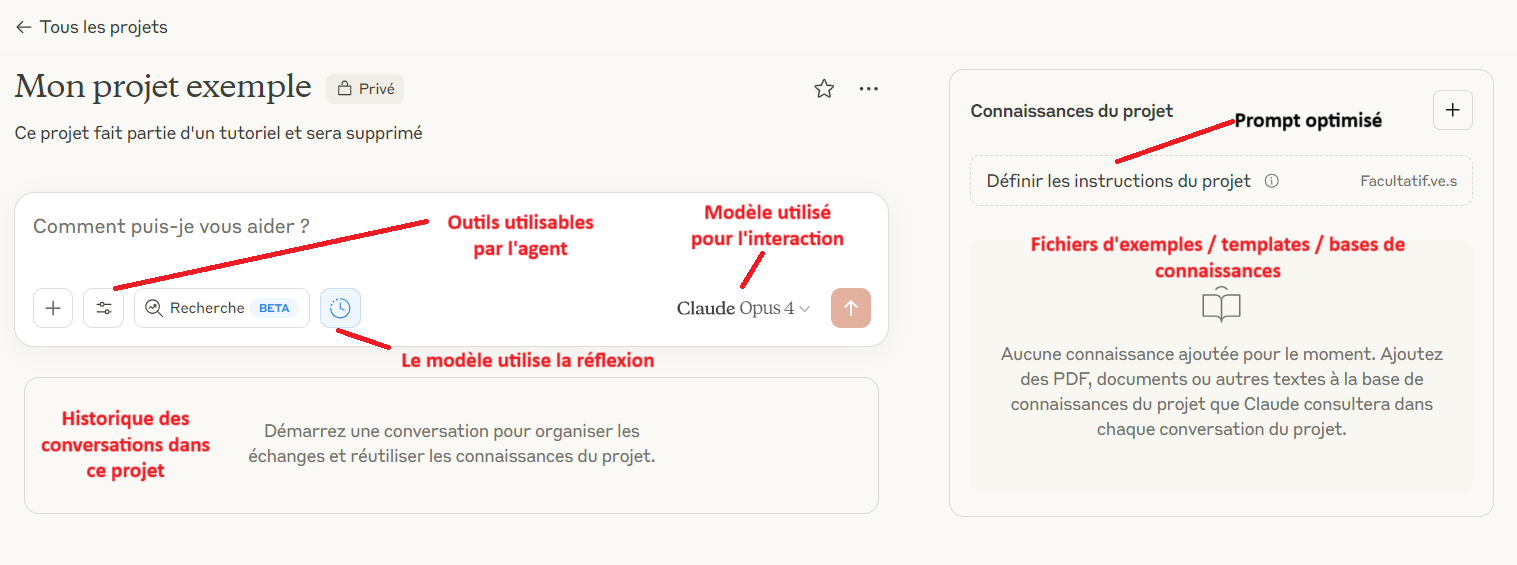 ← Tous les projets
Mon projet exemple
Privé
Ce projet fait partie d'un tutoriel et sera supprimé
Comment puis-je vous aider ?
Outils utilisables
par l'agent
Modèle utilisé
pour l'interaction
Recherche BETA
Claude Opus 4
Le modèle utilise la réflexion
Historique des
conversations dans
ce projet
Démarrez une conversation pour organiser les
échanges et réutiliser les connaissances du projet.
Connaissances du projet
Prompt optimisé
Définir les instructions du projet
Facultatif.ve.s
Fichiers d'exemples / templates / bases de
connaissances
Aucune connaissance ajoutée pour le moment. Ajoutez
des PDF, documents ou autres textes à la base de
connaissances du projet que Claude consultera dans
chaque conversation du projet.